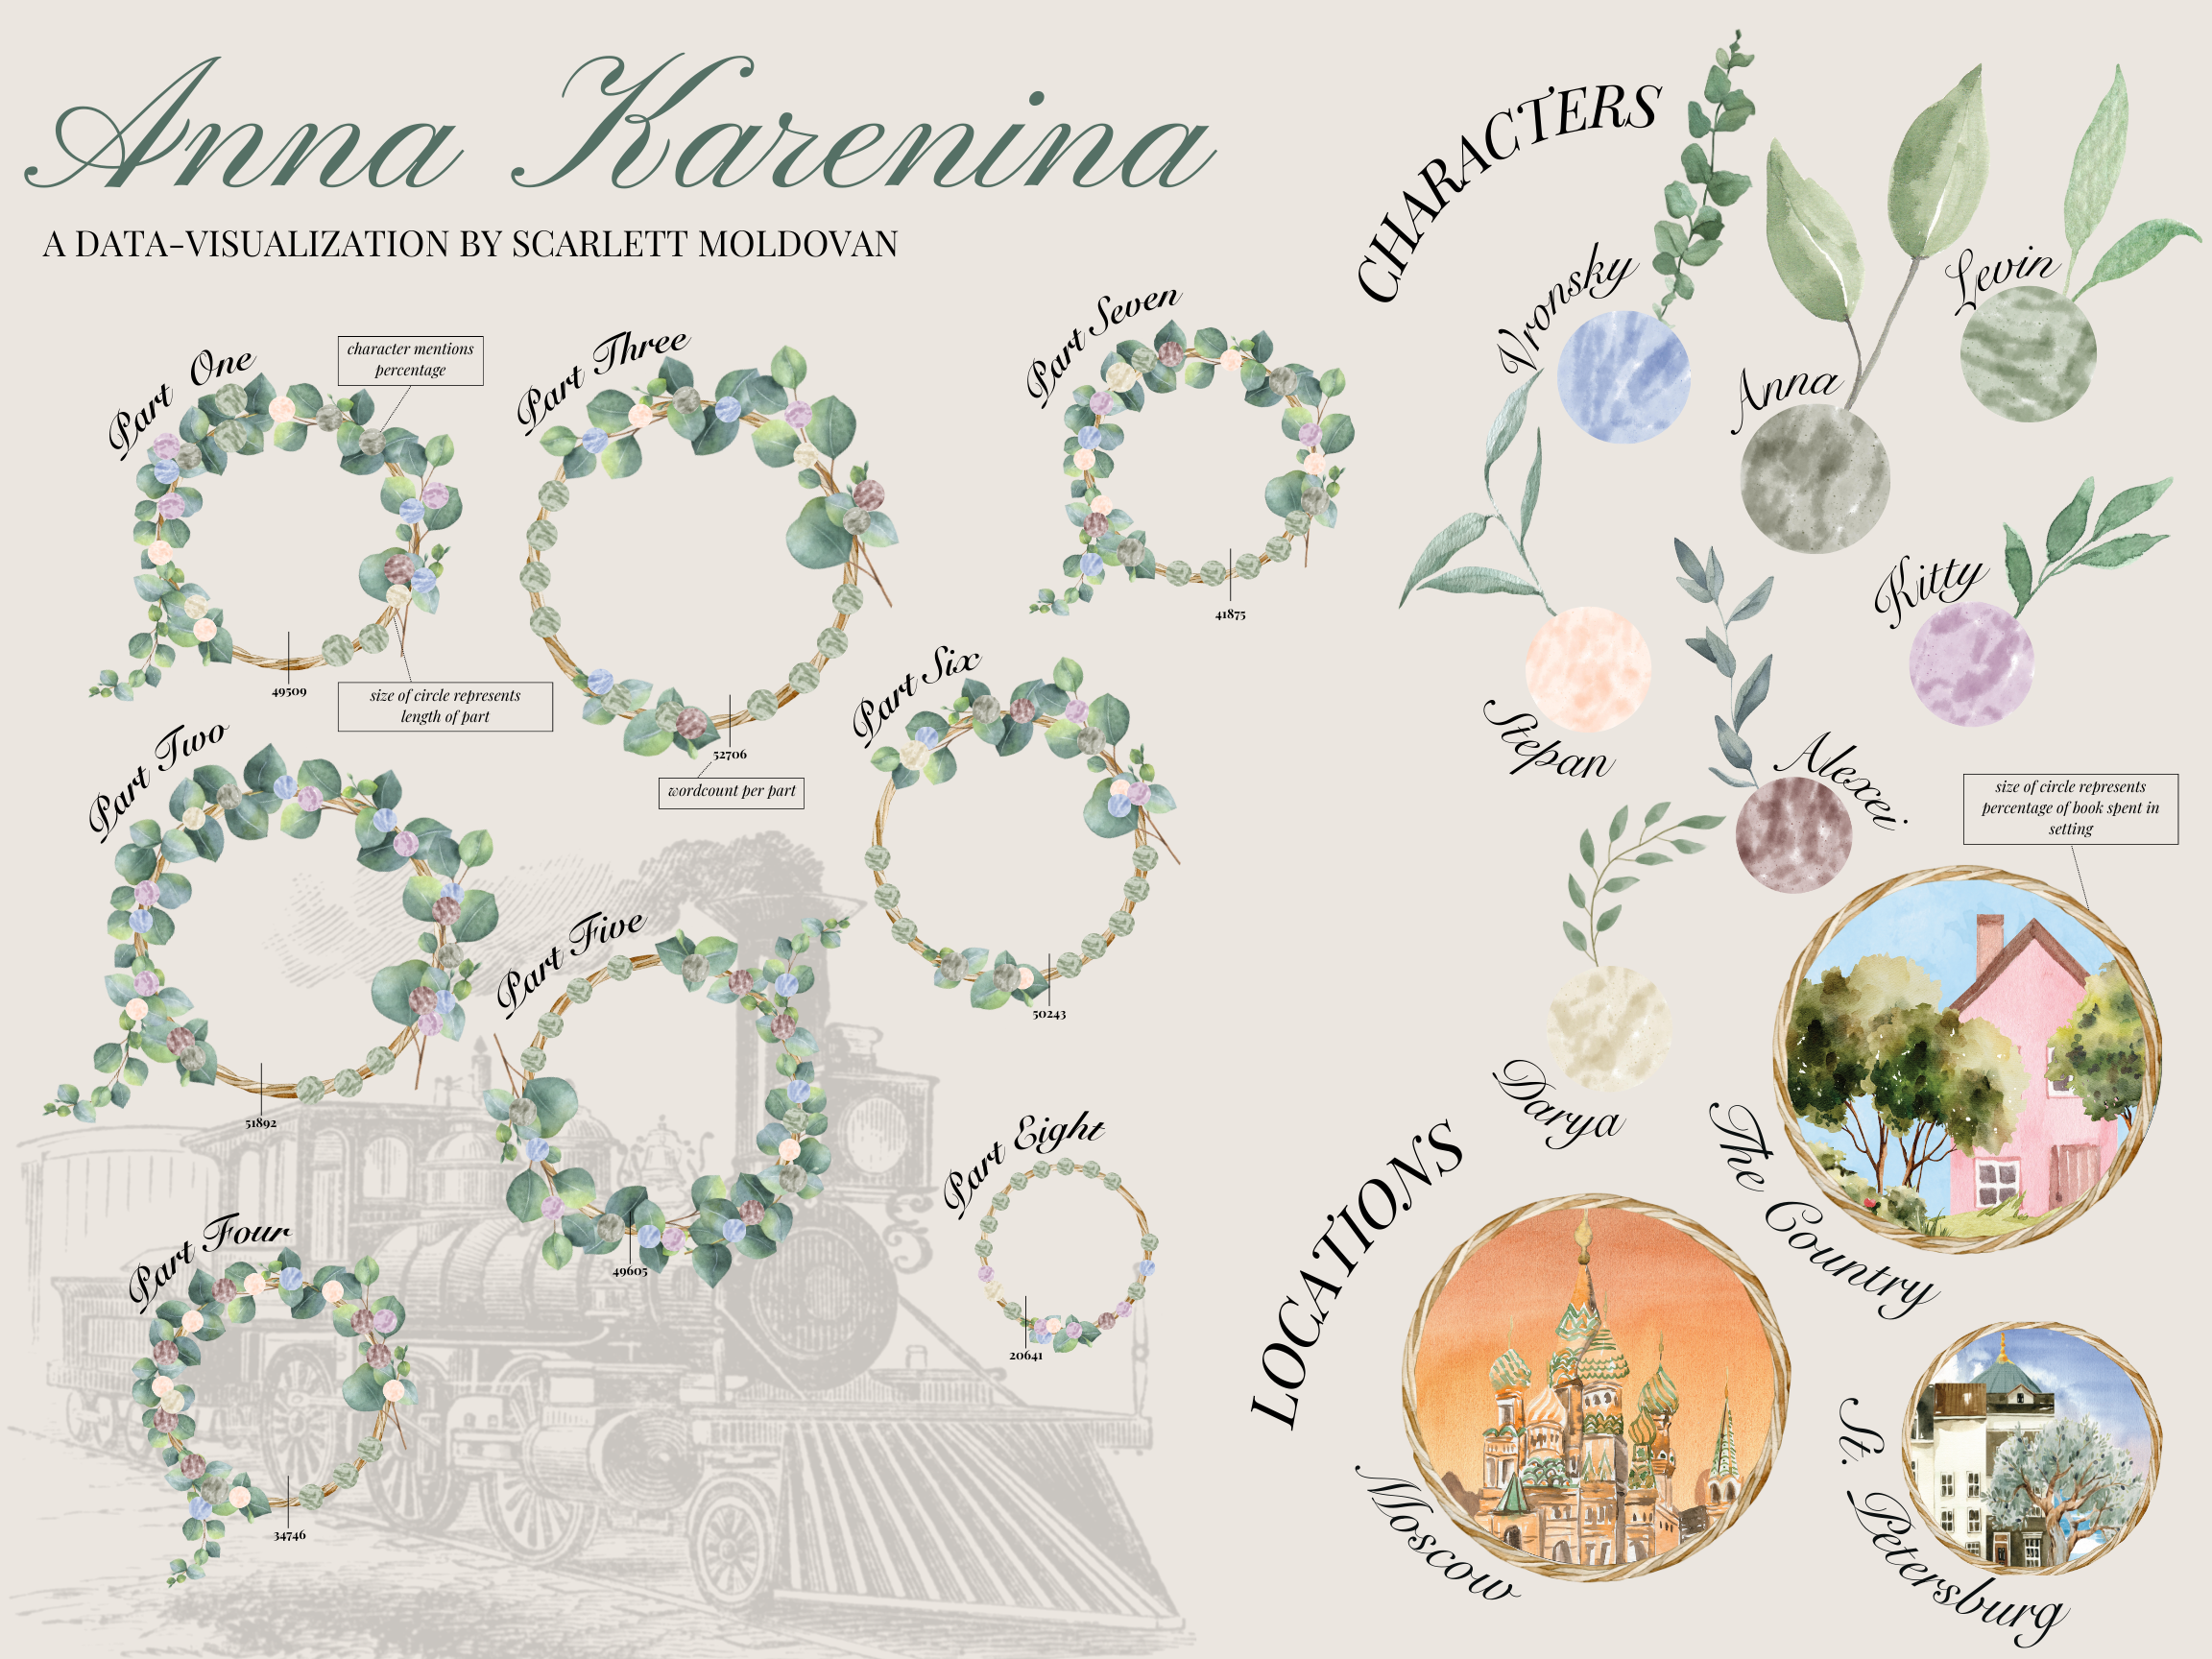 Anna Karenina
A DATA-VISUALIZATION BY SCARLETT MOLDOVAN
Part One
character mentions
percentage
49509
size of circle represents
length of part
Part Three
52706
wordcount per part
Part Seven
41875
Part Two
51892
Part Six
50243
Part Five
49605
Part Four
34746
Part Eight
20641
CHARACTERS
Vronsky
Anna
Levin
Stepan
Kitty
Alexei
Darya
size of circle represents
percentage of book spent in
setting
LOCATIONS
The Country
Moscow
St. Petersburg